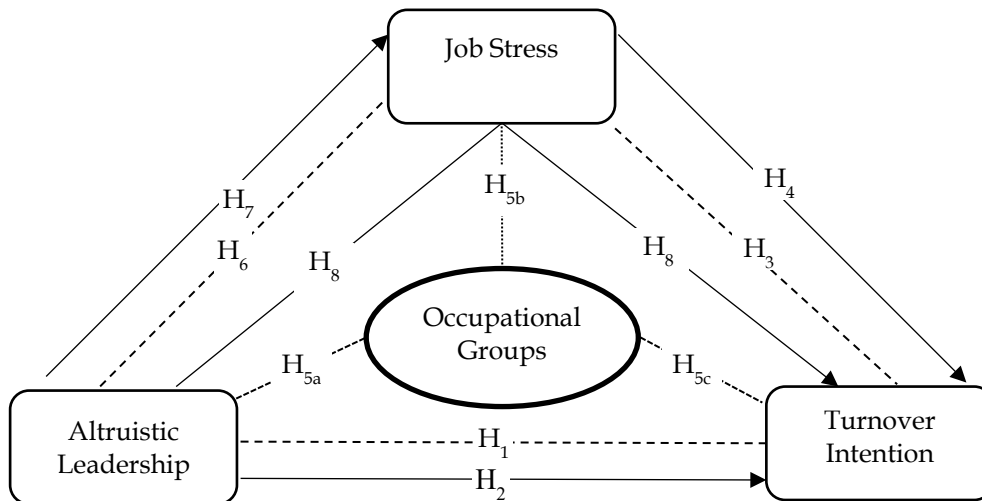 Job Stress
H5b
H7
H4
H6
H8
H8
H3
Occupational
Groups
H5a
H5c
Altruistic
Leadership
H1
Turnover
Intention
H2